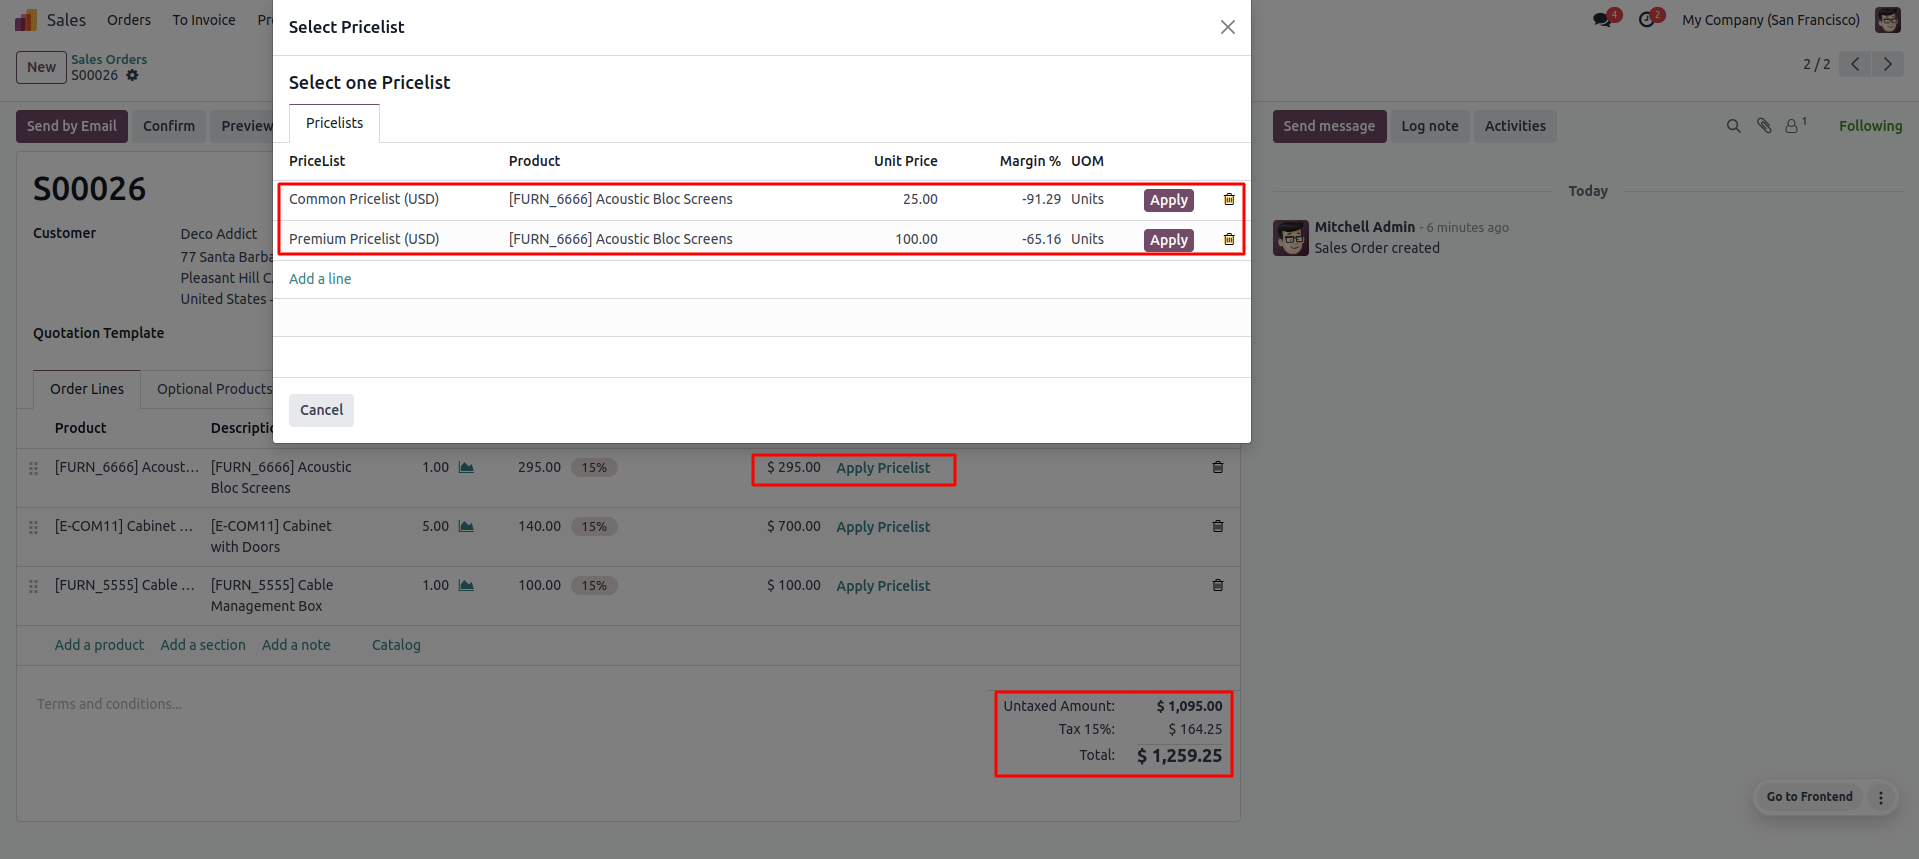 Sales Orders To Invoice Pr
4 2 My Company (San Francisco)
New
Sales Orders
S00026
2 / 2
Send by Email Confirm Preview
Send message Log note Activities 1 Following
Select Pricelist
Select one Pricelist
Pricelists
PriceList Product Unit Price Margin % UOM
Common Pricelist (USD) [FURN_6666] Acoustic Bloc Screens 25.00 -91.29 Units Apply
Premium Pricelist (USD) [FURN_6666] Acoustic Bloc Screens 100.00 -65.16 Units Apply
Add a line
Cancel
S00026
Customer
Deco Addict
77 Santa Barba
Pleasant Hill C
United States -
Quotation Template
Order Lines Optional Products
Product Descripti
[FURN_6666] Acoust... [FURN_6666] Acoustic 1.00 295.00 15% $ 295.00 Apply Pricelist
Bloc Screens
[E-COM11] Cabinet ... [E-COM11] Cabinet 5.00 140.00 15% $ 700.00 Apply Pricelist
with Doors
[FURN_5555] Cable ... [FURN_5555] Cable 1.00 100.00 15% $ 100.00 Apply Pricelist
Management Box
Add a product Add a section Add a note Catalog
Terms and conditions...
Untaxed Amount: $ 1,095.00
Tax 15%: $ 164.25
Total: $ 1,259.25
Today
Mitchell Admin - 6 minutes ago
Sales Order created
Go to Frontend